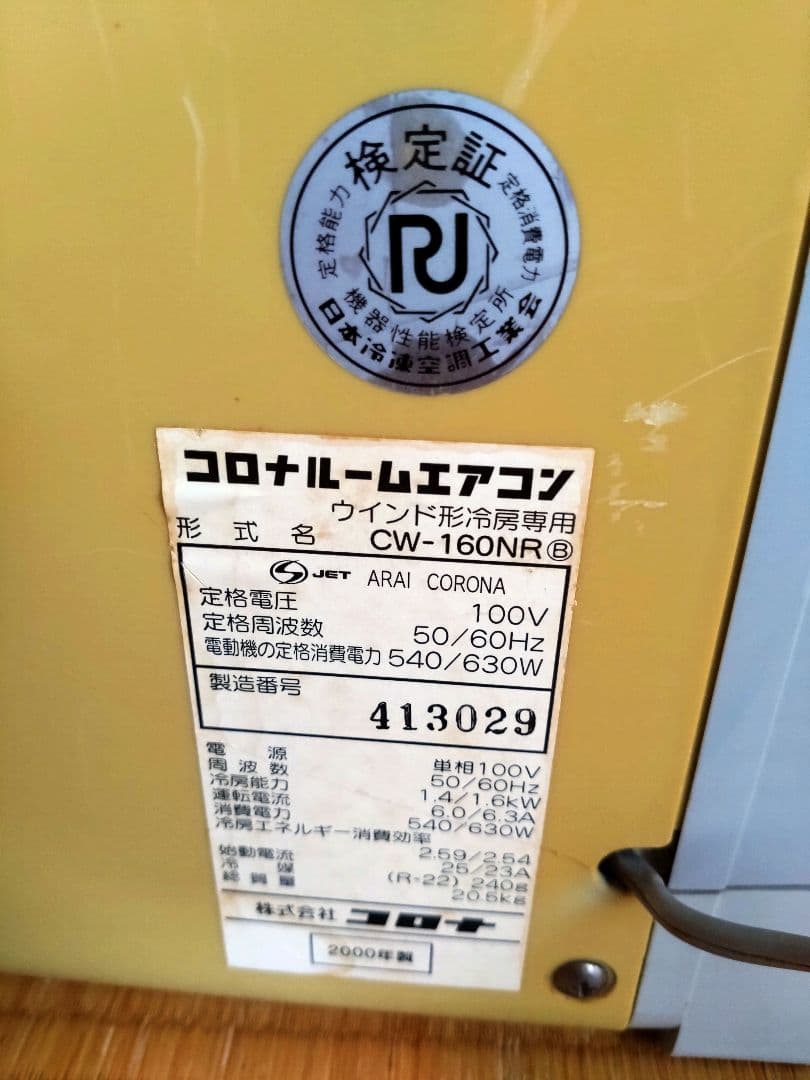 検定証
定格能力
定格消費電力
RJ
機器性能検定所
日本冷凍空調工業会
コロナルームエアコン
ウインド形冷房専用
形式名 CW-160NRⒷ
JET ARAI CORONA
定格電圧 100V
定格周波数 50/60Hz
電動機の定格消費電力 540/630W
製造番号
413029
電源 単相100V
周波数 50/60Hz
冷房能力 1.4/1.6kW
運転電流 6.0/6.3A
消費電力 540/630W
冷房エネルギー消費効率
2.59/2.54
始動電流 25/23A
冷媒 (R-22) 240g
総質量 20.5kg
株式会社 コロナ
2000年製